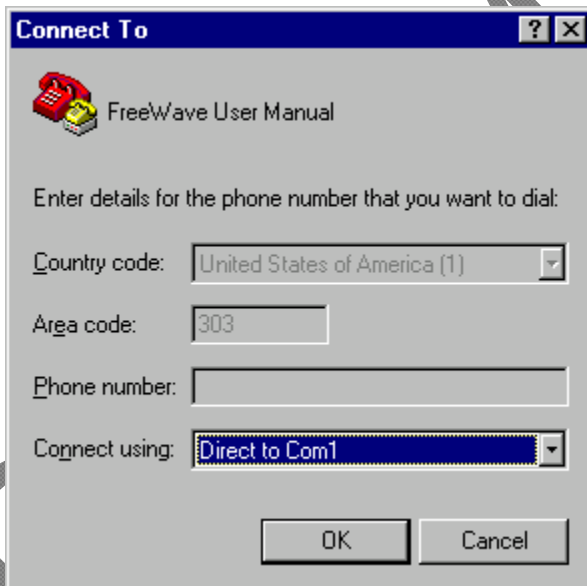 Connect To
FreeWave User Manual
Enter details for the phone number that you want to dial:
Country code: United States of America (1)
Area code: 303
Phone number:
Connect using: Direct to Com1
OK Cancel